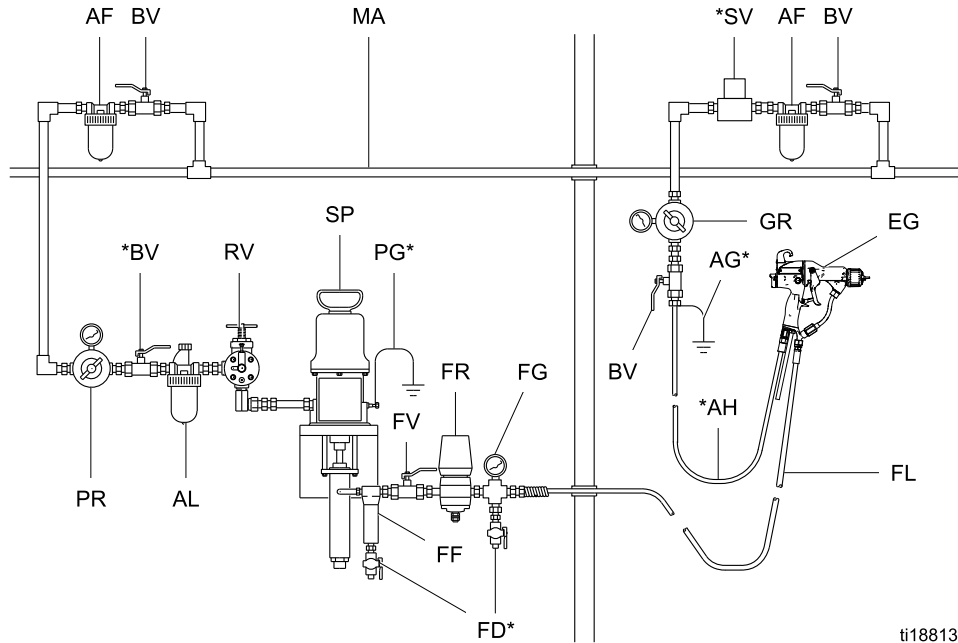 AF BV MA *SV AF BV
SP GR EG
*BV RV PG* AG*
FR FG BV
FV *AH
PR AL FL
FF
FD*
ti18813